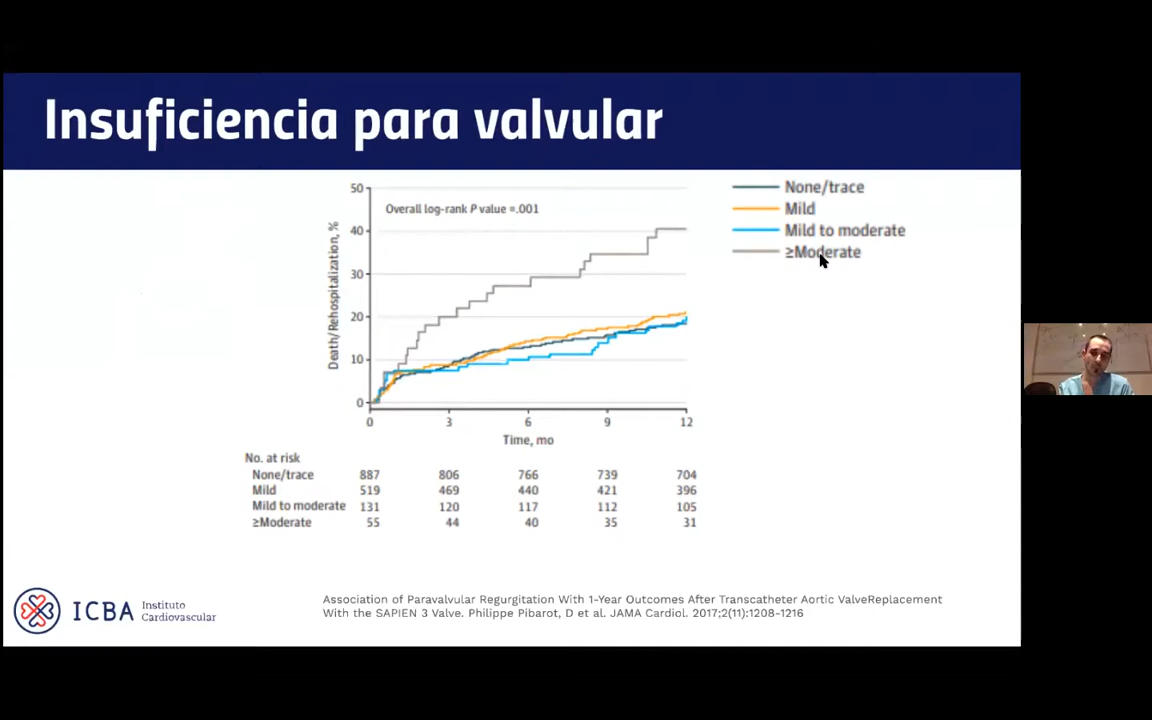 Insuficiencia para valvular
50
Overall log-rank P value =.001
40
30
20
10
0
Death/Rehospitalization, %
0 3 6 9 12
Time, mo
None/trace
Mild
Mild to moderate
≥Moderate
No. at risk
None/trace 887 806 766 739 704
Mild 519 469 440 421 396
Mild to moderate 131 120 117 112 105
≥Moderate 55 44 40 35 31
ICBA Instituto
Cardiovascular
Association of Paravalvular Regurgitation With 1-Year Outcomes After Transcatheter Aortic ValveReplacement
With the SAPIEN 3 Valve. Philippe Pibarot, D et al. JAMA Cardiol. 2017;2(11):1208-1216